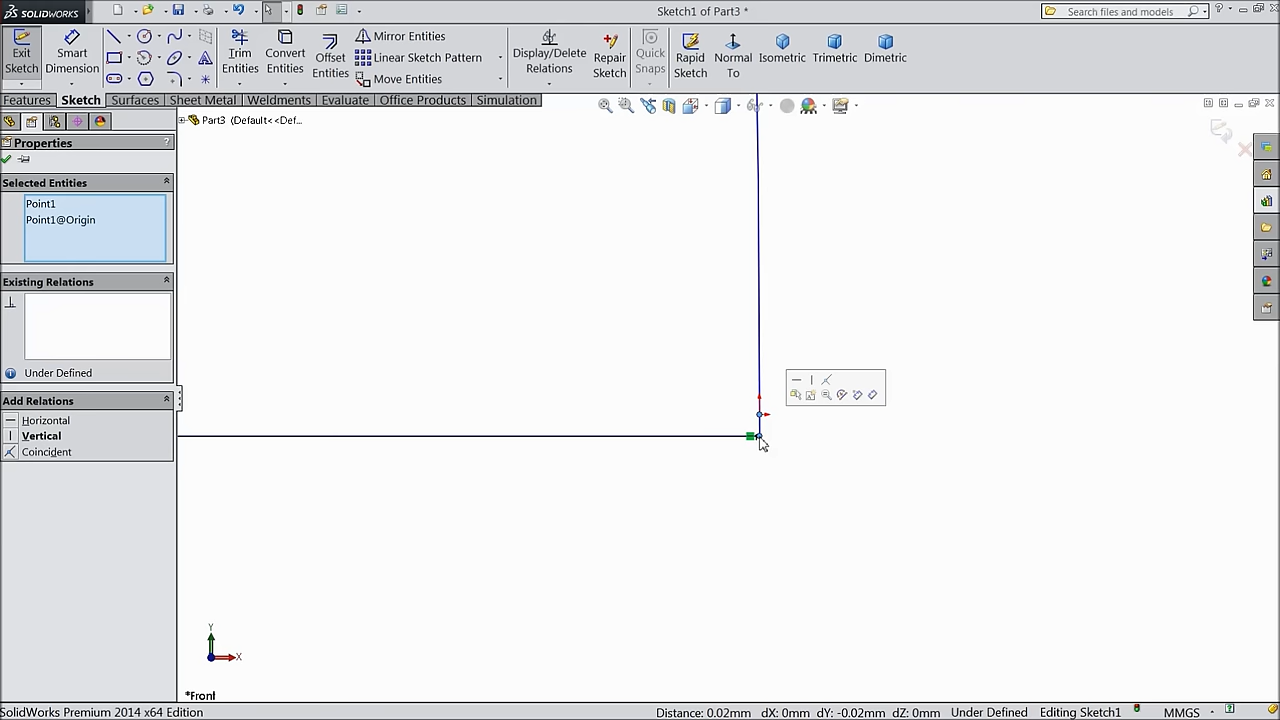 SOLIDWORKS
Sketch1 of Part3 *
Search files and models
Exit Sketch
Smart Dimension
Trim Entities
Convert Entities
Offset Entities
Mirror Entities
Linear Sketch Pattern
Move Entities
Display/Delete Relations
Repair Sketch
Quick Snaps
Rapid Sketch
Normal To
Isometric
Trimetric
Dimetric
Features Sketch Surfaces Sheet Metal Weldments Evaluate Office Products Simulation
Part3 (Default<<Def...
Properties ?
Selected Entities
Point1
Point1@Origin
Existing Relations
Under Defined
Add Relations
Horizontal
Vertical
Coincident
Y
X
*Front
SolidWorks Premium 2014 x64 Edition
Distance: 0.02mm dX: 0mm dY: -0.02mm dZ: 0mm Under Defined Editing Sketch1 MMGS